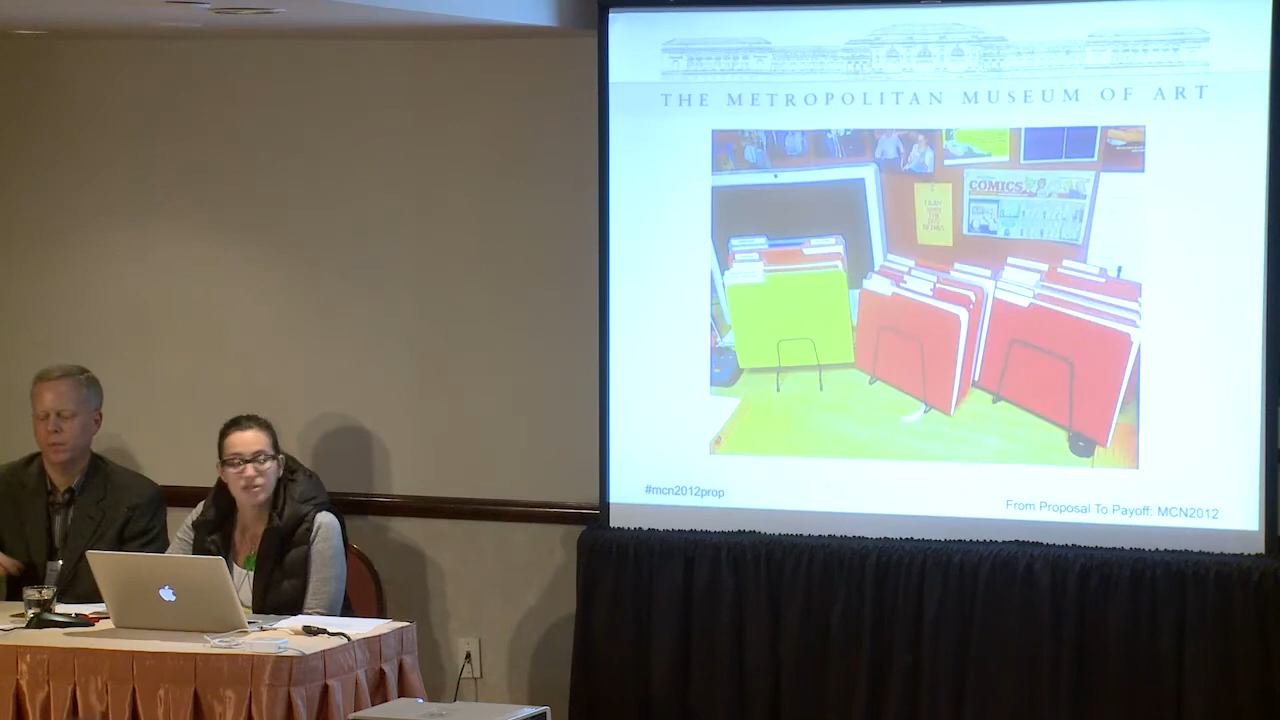 THE METROPOLITAN MUSEUM OF ART
COMICS
#mcn2012prop
From Proposal To Payoff: MCN2012